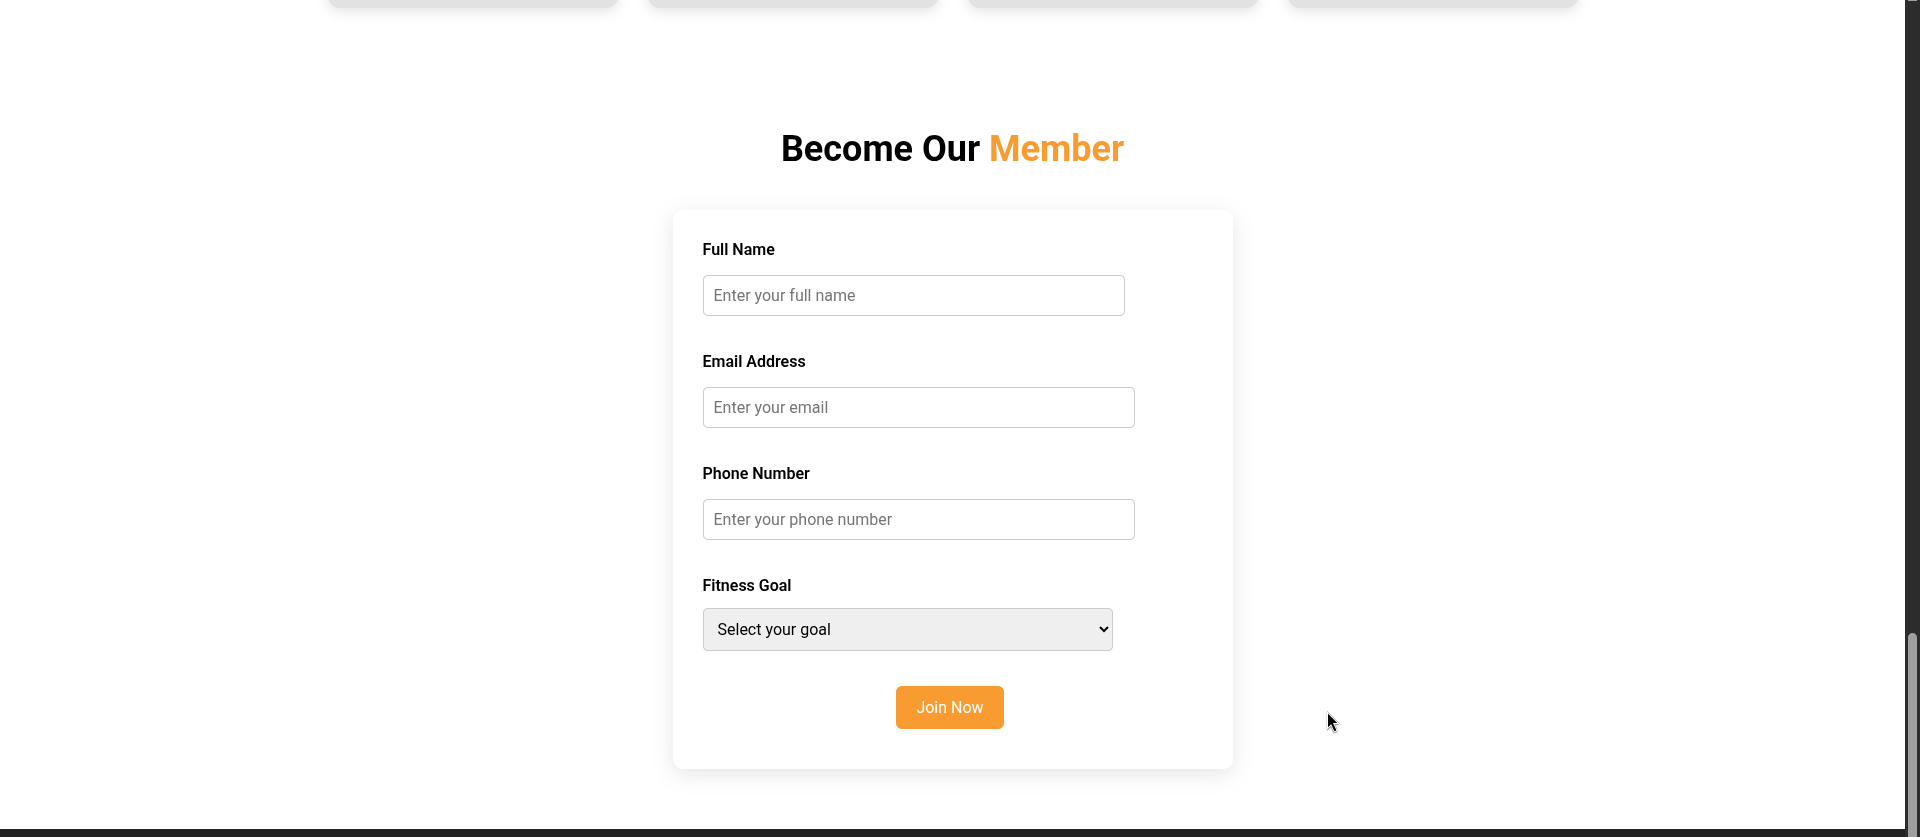 Become Our Member
Full Name
Enter your full name
Email Address
Enter your email
Phone Number
Enter your phone number
Fitness Goal
Select your goal
Join Now